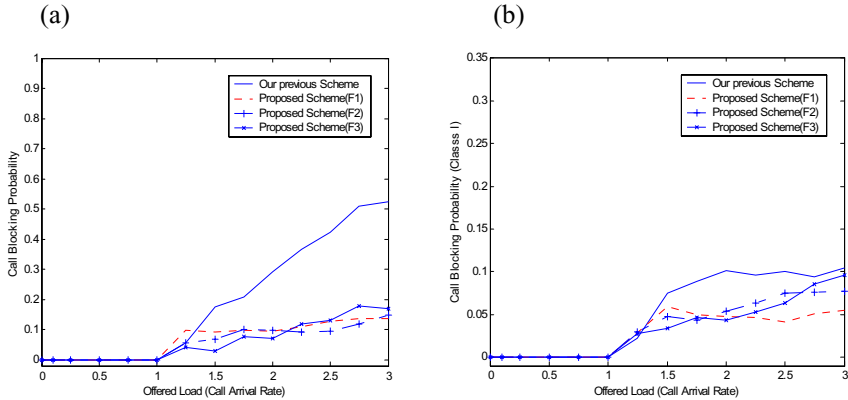 (a)
Call Blocking Probability
1
0.9
0.8
0.7
0.6
0.5
0.4
0.3
0.2
0.1
0
Our previous Scheme
Proposed Scheme(F1)
Proposed Scheme(F2)
Proposed Scheme(F3)
0 0.5 1 1.5 2 2.5 3
Offered Load (Call Arrival Rate)
(b)
Call Blocking Probability (Classs I)
0.35
0.3
0.25
0.2
0.15
0.1
0.05
0
Our previous Scheme
Proposed Scheme(F1)
Proposed Scheme(F2)
Proposed Scheme(F3)
0 0.5 1 1.5 2 2.5 3
Offered Load (Call Arrival Rate)